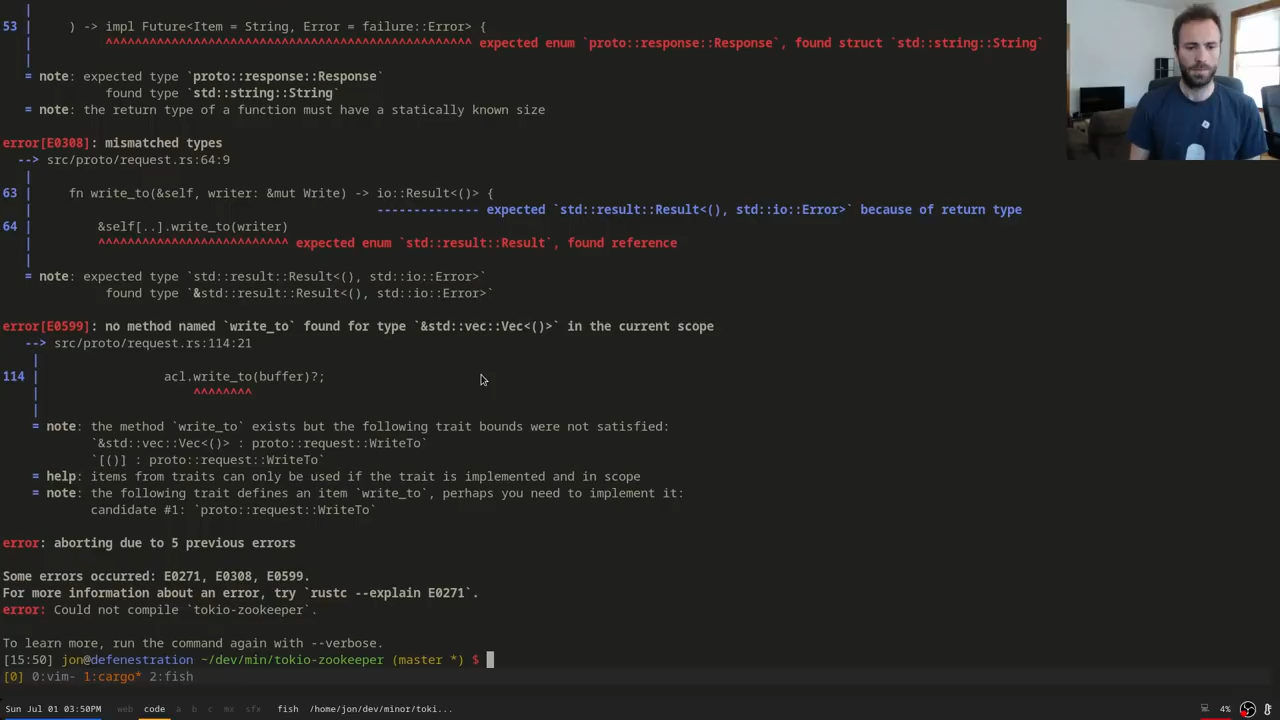 53 |     ) -> impl Future<Item = String, Error = failure::Error> {
|          ^^^^^^^^^^^^^^^^^^^^^^^^^^^^^^^^^^^^^^^^^^^^^^^^^^ expected enum `proto::response::Response`, found struct `std::string::String`
|
= note: expected type `proto::response::Response`
found type `std::string::String`
= note: the return type of a function must have a statically known size
error[E0308]: mismatched types
--> src/proto/request.rs:64:9
|
63 |     fn write_to(&self, writer: &mut Write) -> io::Result<()> {
|                                               -------------- expected `std::result::Result<(), std::io::Error>` because of return type
64 |         &self[..].write_to(writer)
|         ^^^^^^^^^^^^^^^^^^^^^^^^^^ expected enum `std::result::Result`, found reference
|
= note: expected type `std::result::Result<(), std::io::Error>`
found type `&std::result::Result<(), std::io::Error>`
error[E0599]: no method named `write_to` found for type `&std::vec::Vec<()>` in the current scope
--> src/proto/request.rs:114:21
|
114 |                 acl.write_to(buffer)?;
|                     ^^^^^^^^
|
= note: the method `write_to` exists but the following trait bounds were not satisfied:
`&std::vec::Vec<()> : proto::request::WriteTo`
`[()] : proto::request::WriteTo`
= help: items from traits can only be used if the trait is implemented and in scope
= note: the following trait defines an item `write_to`, perhaps you need to implement it:
candidate #1: `proto::request::WriteTo`
error: aborting due to 5 previous errors
Some errors occurred: E0271, E0308, E0599.
For more information about an error, try `rustc --explain E0271`.
error: Could not compile `tokio-zookeeper`.
To learn more, run the command again with --verbose.
[15:50] jon@defenestration ~/dev/min/tokio-zookeeper (master *) $
[0] 0:vim- 1:cargo* 2:fish
Sun Jul 01 03:50PM web code a b c mx sfx fish /home/jon/dev/minor/toki... 4%